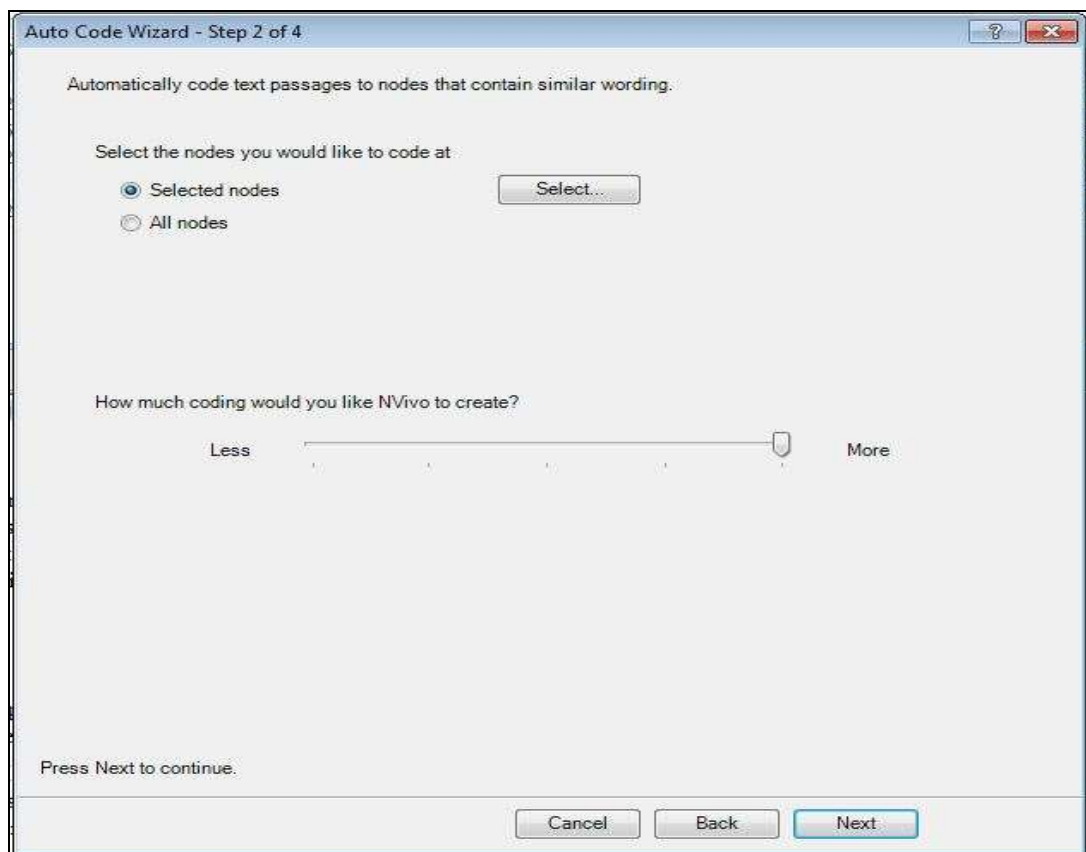 Auto Code Wizard - Step 2 of 4
?
Automatically code text passages to nodes that contain similar wording.
Select the nodes you would like to code at
Selected nodes Select...
All nodes
How much coding would you like NVivo to create?
Less More
Press Next to continue.
Cancel Back Next